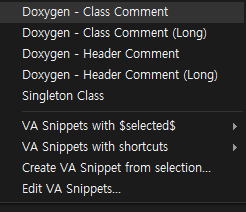 Doxygen - Class Comment
Doxygen - Class Comment (Long)
Doxygen - Header Comment
Doxygen - Header Comment (Long)
Singleton Class
VA Snippets with $selected$
VA Snippets with shortcuts
Create VA Snippet from selection...
Edit VA Snippets...